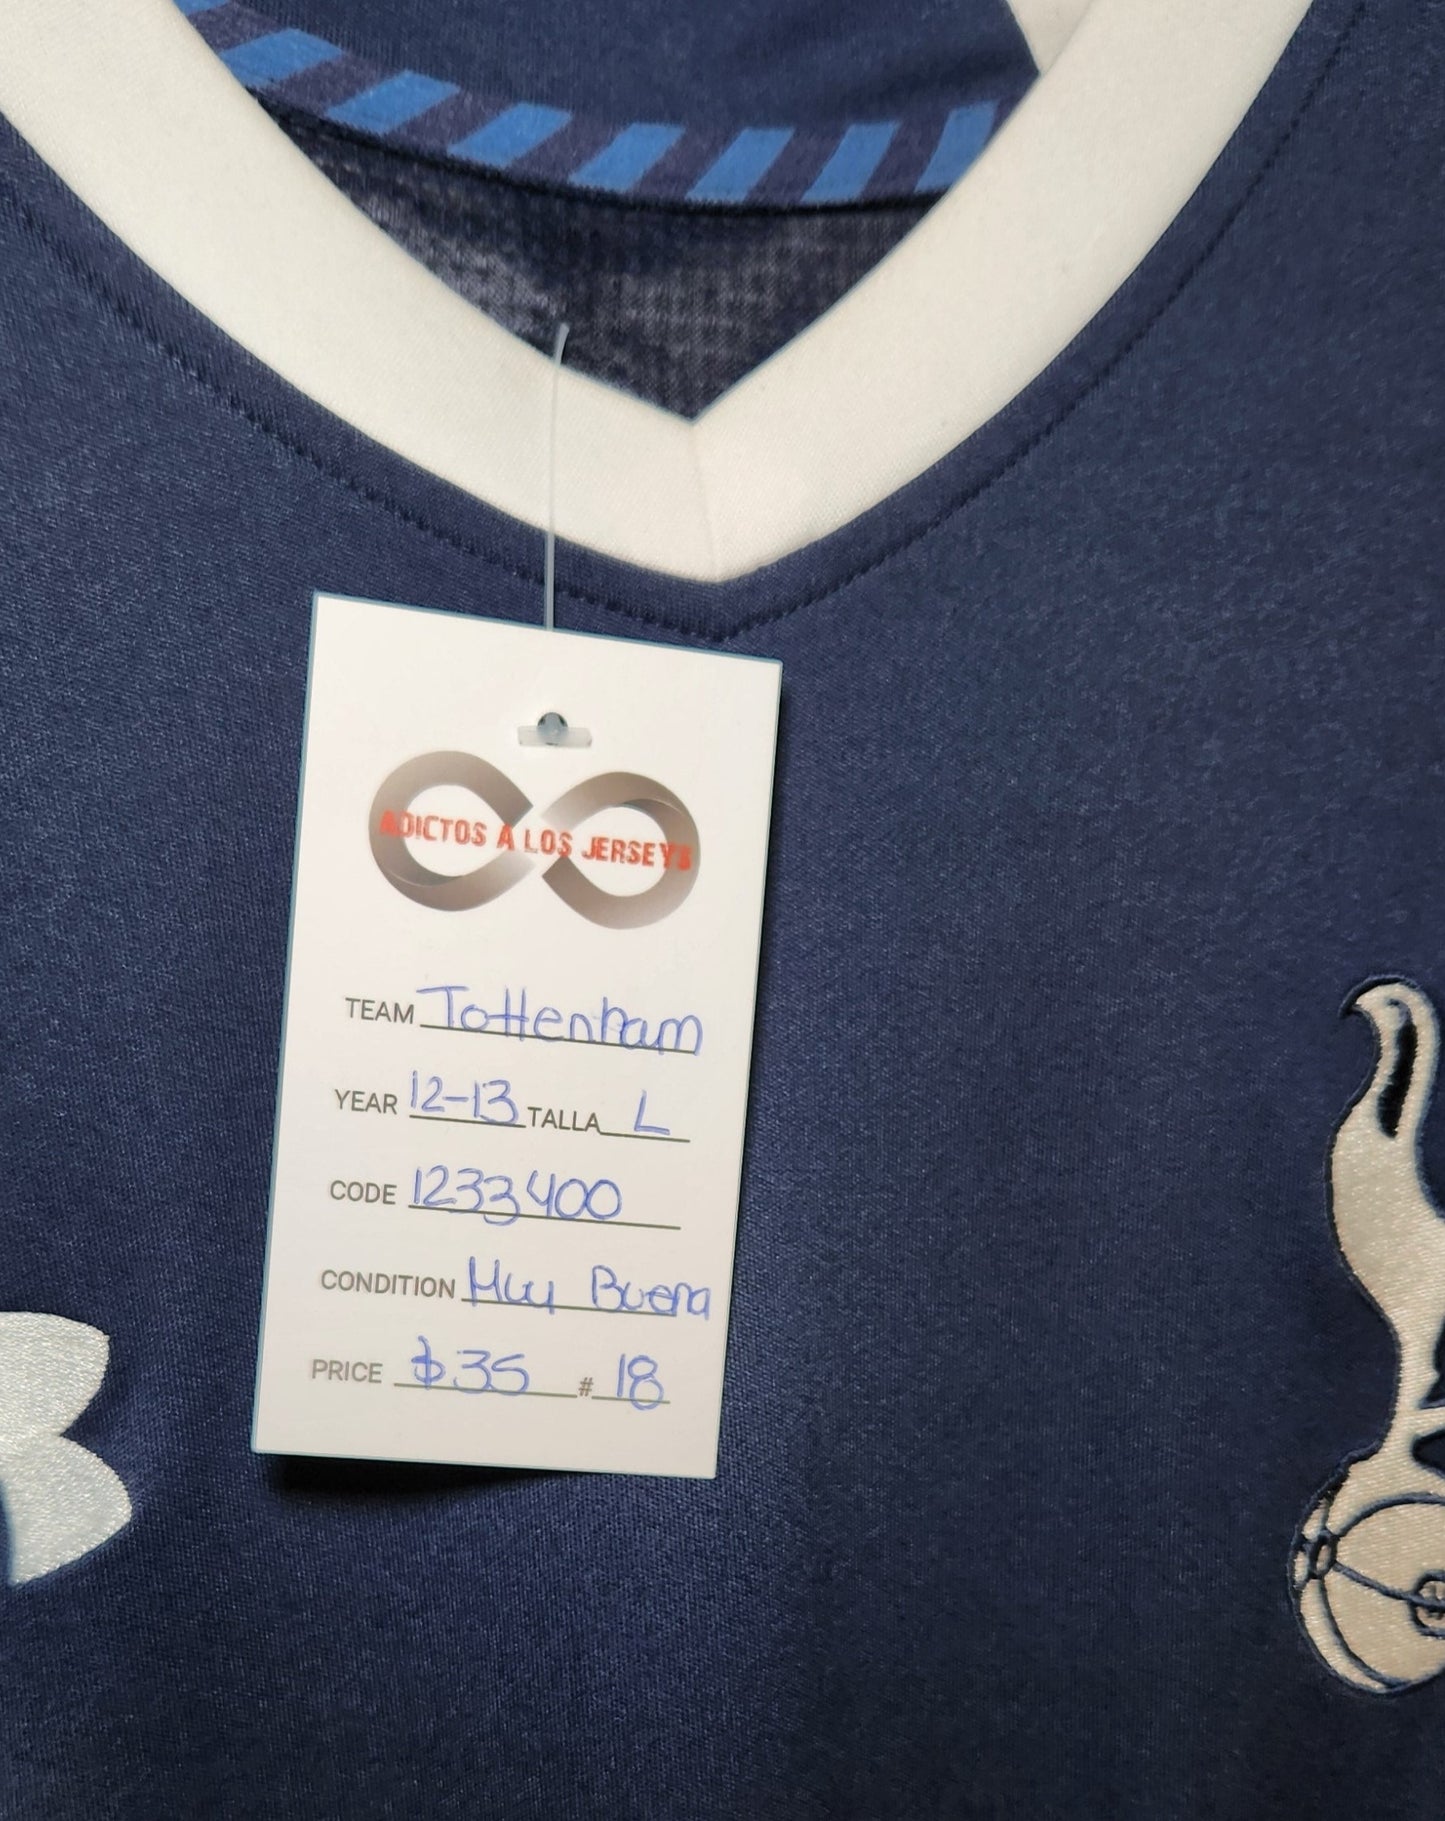 ADICTOS A LOS JERSEYS
TEAM Tottenham
YEAR 12-13 TALLA L
CODE 1233400
CONDITION Muy Buena
PRICE $35 # 18